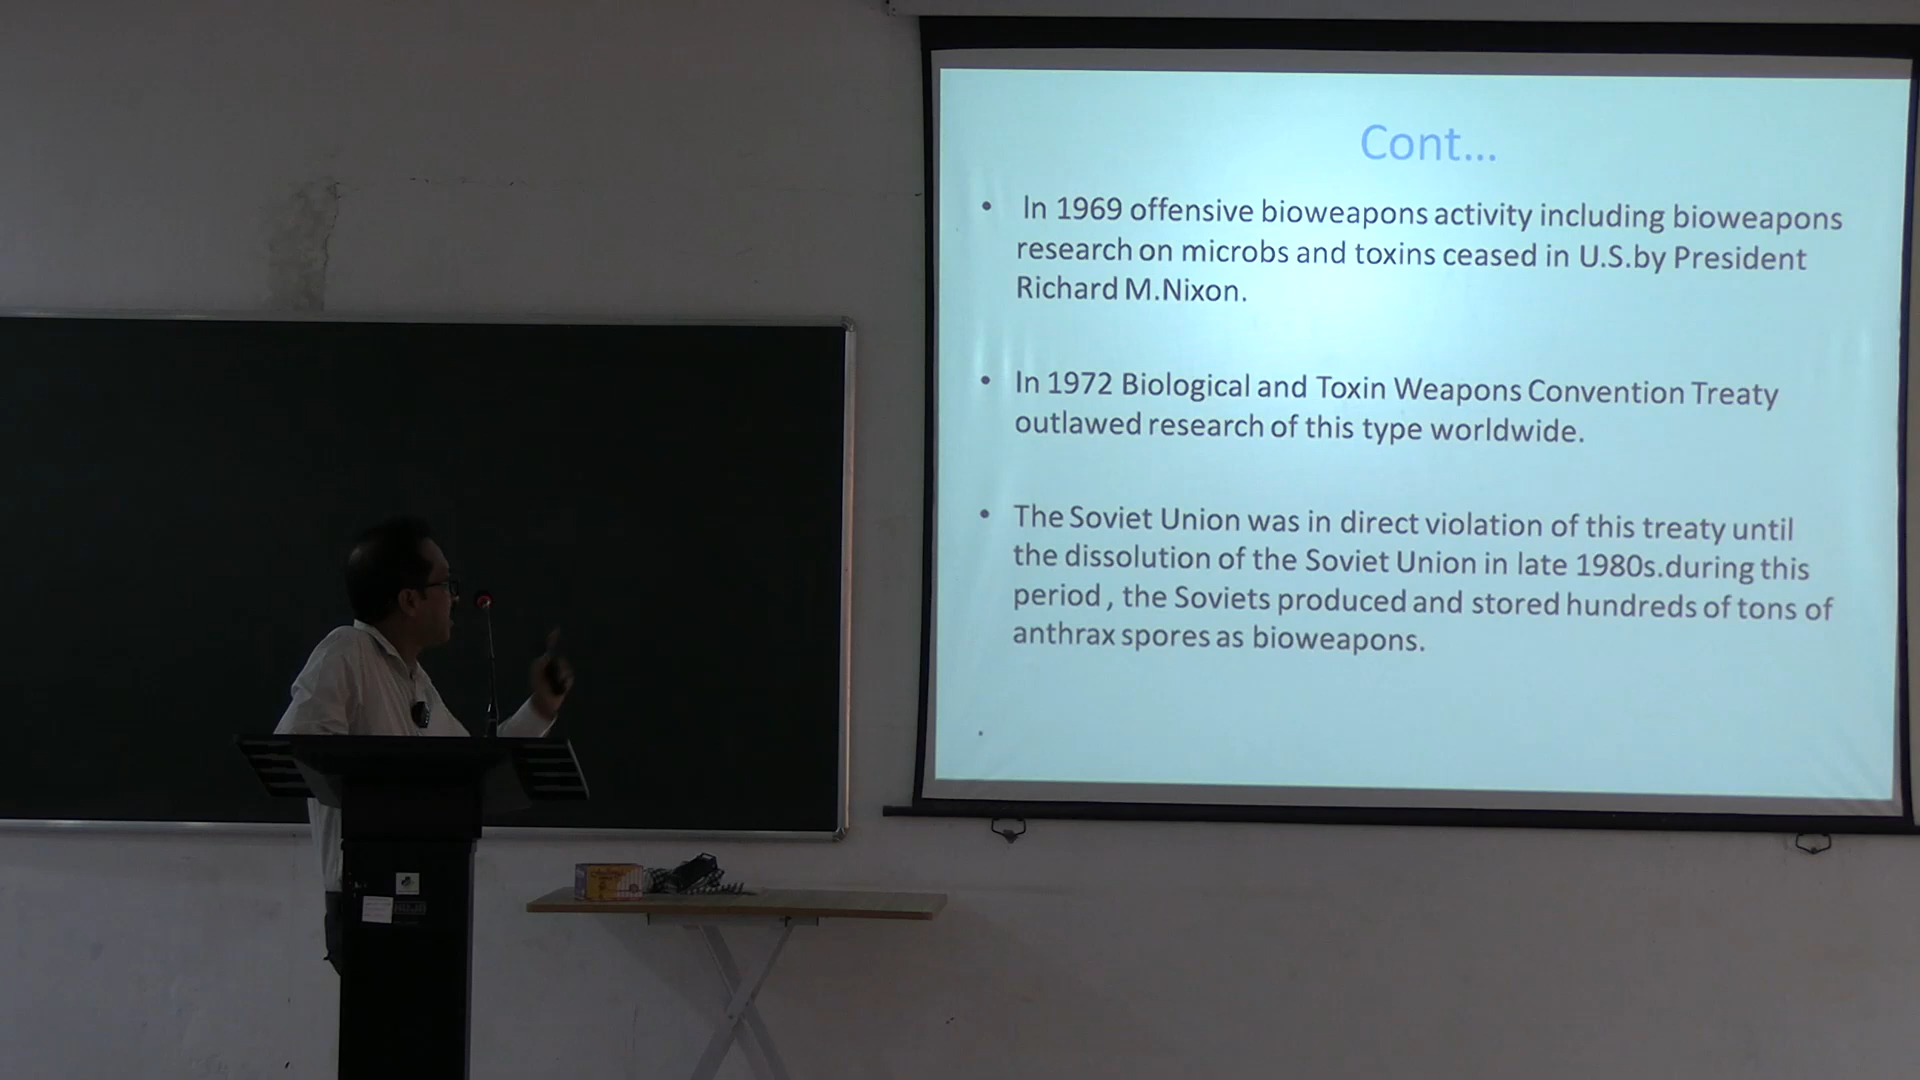 Cont...
• In 1969 offensive bioweapons activity including bioweapons
research on microbs and toxins ceased in U.S.by President
Richard M.Nixon.
• In 1972 Biological and Toxin Weapons Convention Treaty
outlawed research of this type worldwide.
• The Soviet Union was in direct violation of this treaty until
the dissolution of the Soviet Union in late 1980s.during this
period , the Soviets produced and stored hundreds of tons of
anthrax spores as bioweapons.